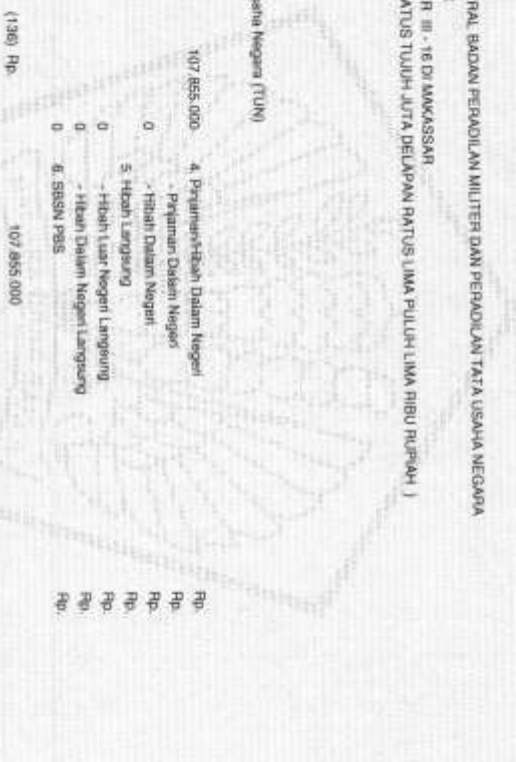 RAL BADAN PERADILAN MILITER DAN PERADILAN TATA USAHA NEGARA
R III - 16 DI MAKASSAR
ATUS TUJUH JUTA DELAPAN RATUS LIMA PULUH LIMA RIBU RUPIAH )
aha Negara (TUN)
107.855.000 4. Pinjaman/Hibah Dalam Negeri Rp.
- Pinjaman Dalam Negeri Rp.
0 - Hibah Dalam Negeri Rp.
5. Hibah Langsung Rp.
0 - Hibah Luar Negeri Langsung Rp.
0 - Hibah Dalam Negeri Langsung Rp.
0 6. SBSN PBS Rp.
(136) Rp. 107.855.000